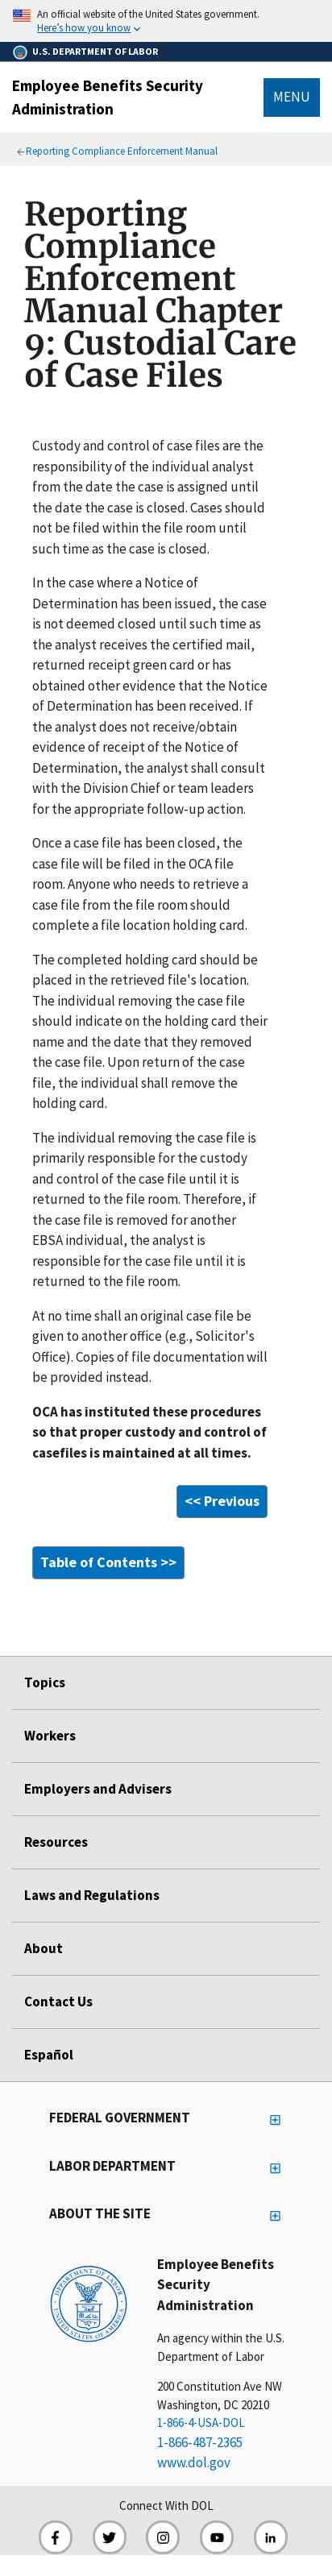 An official website of the United States government.
Here's how you know
U.S. DEPARTMENT OF LABOR
Employee Benefits Security
Administration
MENU
Reporting Compliance Enforcement Manual
Reporting
Compliance
Enforcement
Manual Chapter
9: Custodial Care
of Case Files
Custody and control of case files are the
responsibility of the individual analyst
from the date the case is assigned until
the date the case is closed. Cases should
not be filed within the file room until
such time as the case is closed.
In the case where a Notice of
Determination has been issued, the case
is not deemed closed until such time as
the analyst receives the certified mail,
returned receipt green card or has
obtained other evidence that the Notice
of Determination has been received. If
the analyst does not receive/obtain
evidence of receipt of the Notice of
Determination, the analyst shall consult
with the Division Chief or team leaders
for the appropriate follow-up action.
Once a case file has been closed, the
case file will be filed in the OCA file
room. Anyone who needs to retrieve a
case file from the file room should
complete a file location holding card.
The completed holding card should be
placed in the retrieved file's location.
The individual removing the case file
should indicate on the holding card their
name and the date that they removed
the case file. Upon return of the case
file, the individual shall remove the
holding card.
The individual removing the case file is
primarily responsible for the custody
and control of the case file until it is
returned to the file room. Therefore, if
the case file is removed for another
EBSA individual, the analyst is
responsible for the case file until it is
returned to the file room.
At no time shall an original case file be
given to another office (e.g., Solicitor's
Office). Copies of file documentation will
be provided instead.
OCA has instituted these procedures
so that proper custody and control of
casefiles is maintained at all times.
<< Previous
Table of Contents >>
Topics
Workers
Employers and Advisers
Resources
Laws and Regulations
About
Contact Us
Español
FEDERAL GOVERNMENT
LABOR DEPARTMENT
ABOUT THE SITE
DEPARTMENT OF LABOR
UNITED STATES OF AMERICA
Employee Benefits
Security
Administration
An agency within the U.S.
Department of Labor
200 Constitution Ave NW
Washington, DC 20210
1-866-4-USA-DOL
1-866-487-2365
www.dol.gov
Connect With DOL